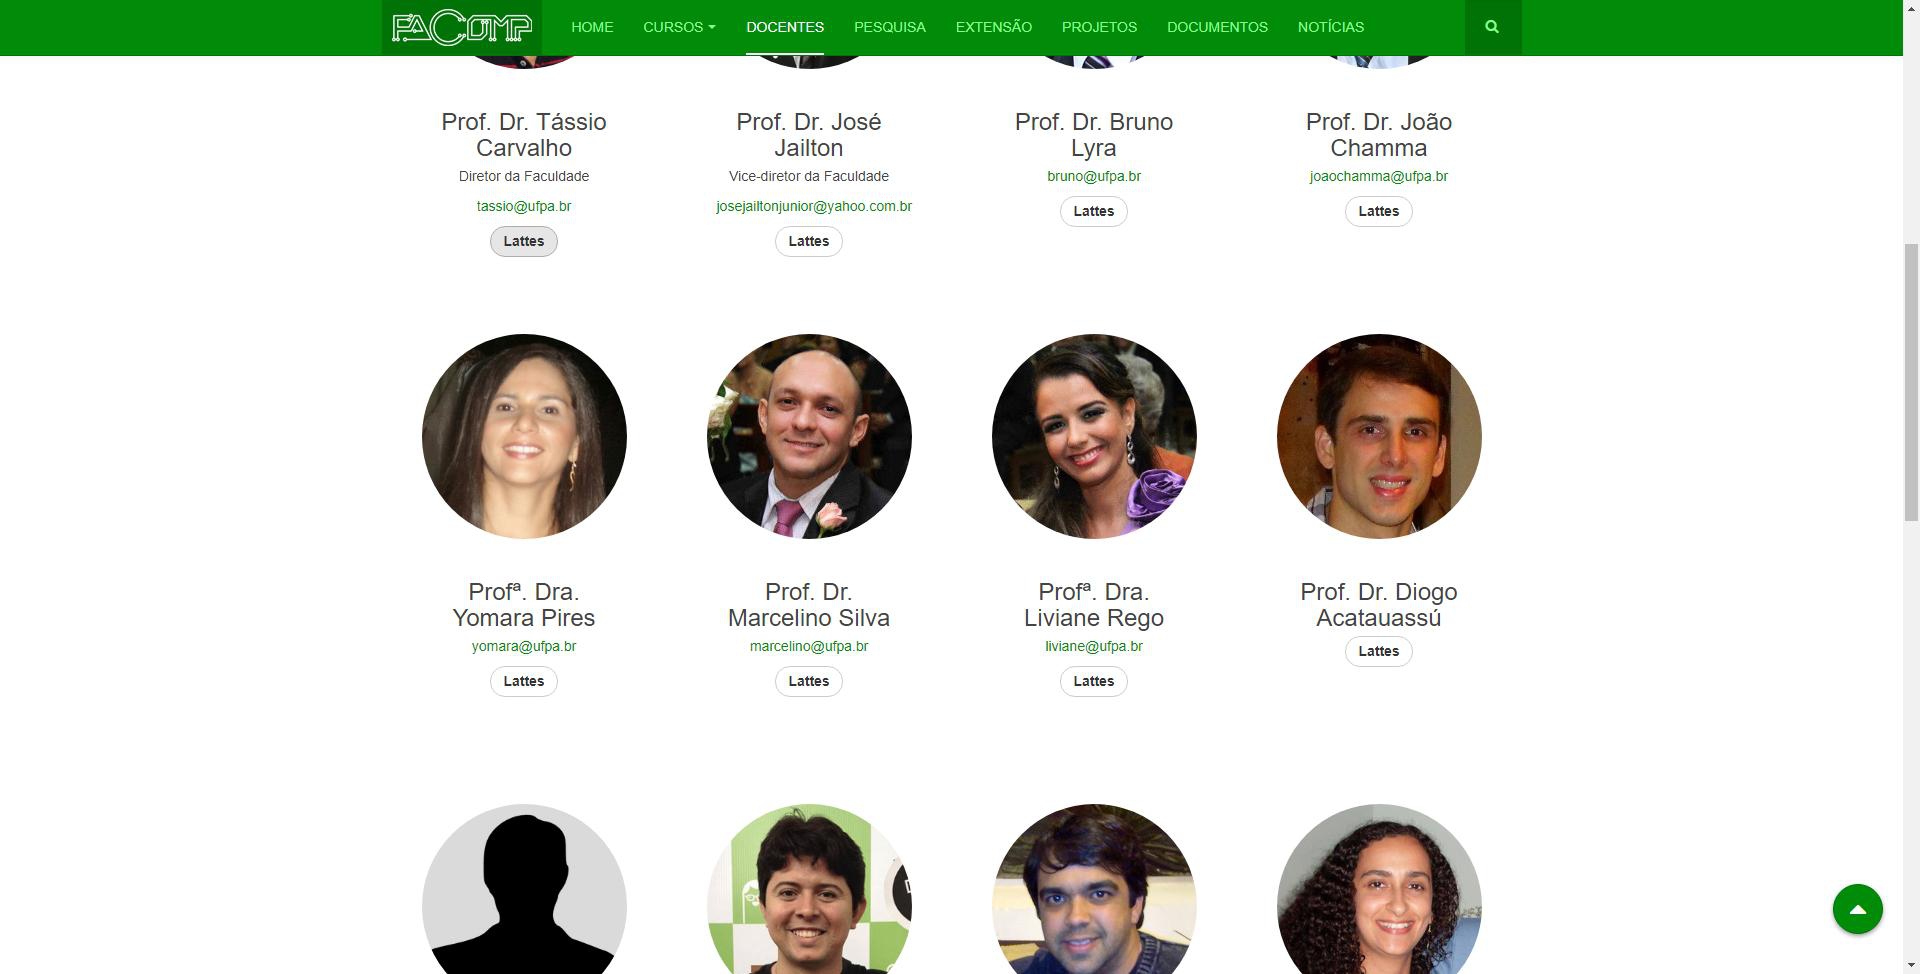 FACOMP HOME CURSOS DOCENTES PESQUISA EXTENSÃO PROJETOS DOCUMENTOS NOTÍCIAS
Prof. Dr. Tássio
Carvalho
Diretor da Faculdade
tassio@ufpa.br
Lattes
Prof. Dr. José
Jailton
Vice-diretor da Faculdade
josejailtonjunior@yahoo.com.br
Lattes
Prof. Dr. Bruno
Lyra
bruno@ufpa.br
Lattes
Prof. Dr. João
Chamma
joaochamma@ufpa.br
Lattes
Profª. Dra.
Yomara Pires
yomara@ufpa.br
Lattes
Prof. Dr.
Marcelino Silva
marcelino@ufpa.br
Lattes
Profª. Dra.
Liviane Rego
liviane@ufpa.br
Lattes
Prof. Dr. Diogo
Acatauassú
Lattes